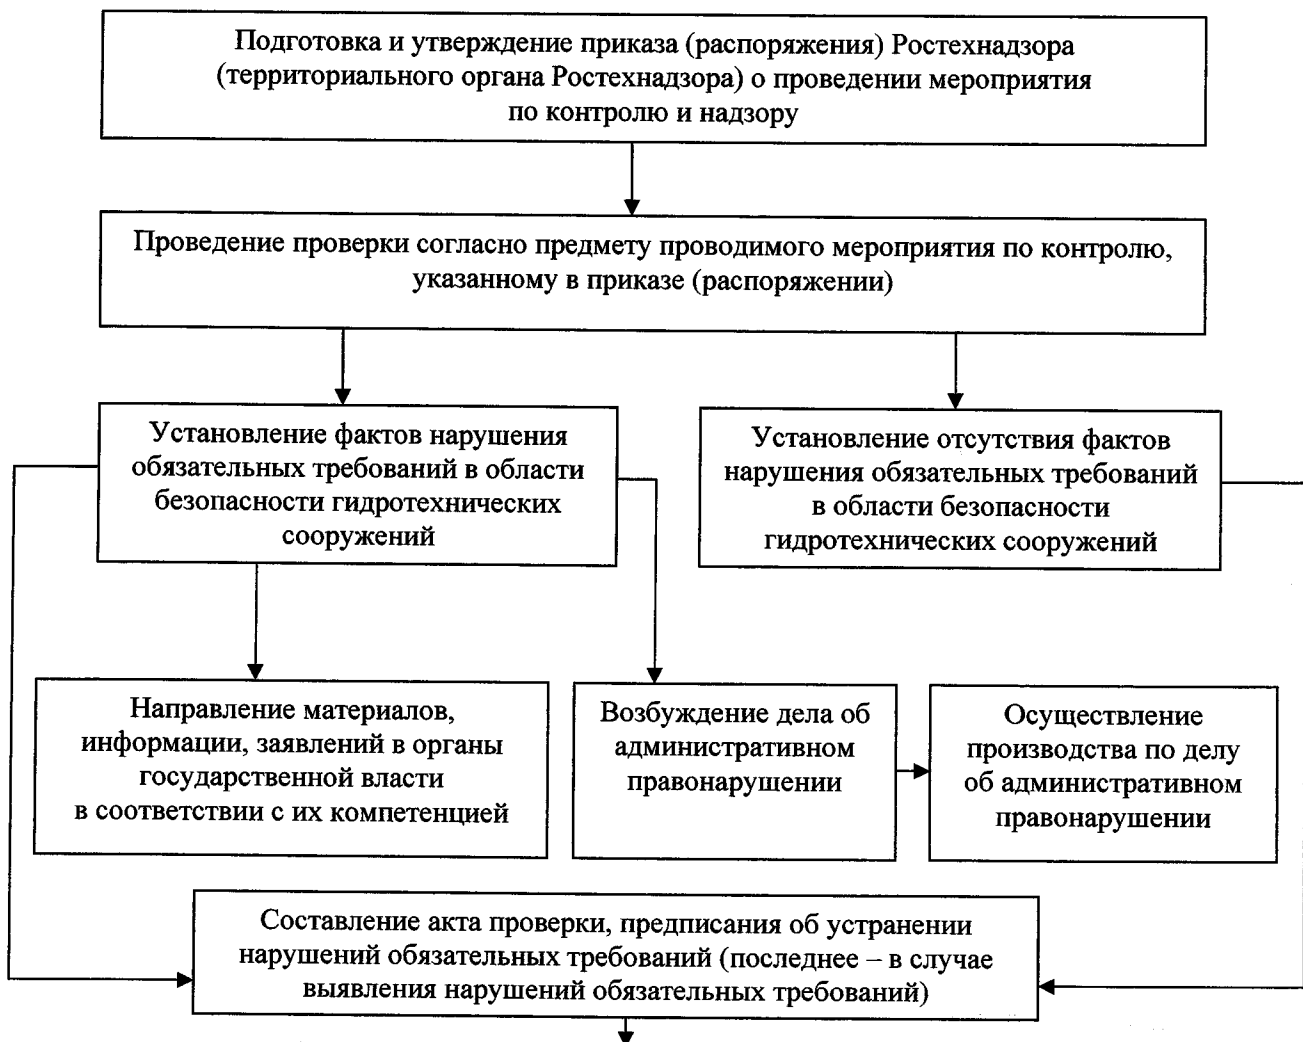 Подготовка и утверждение приказа (распоряжения) Ростехнадзора
(территориального органа Ростехнадзора) о проведении мероприятия
по контролю и надзору
Проведение проверки согласно предмету проводимого мероприятия по контролю,
указанному в приказе (распоряжении)
Установление фактов нарушения
обязательных требований в области
безопасности гидротехнических
сооружений
Установление отсутствия фактов
нарушения обязательных требований
в области безопасности
гидротехнических сооружений
Направление материалов,
информации, заявлений в органы
государственной власти
в соответствии с их компетенцией
Возбуждение дела об
административном
правонарушении
Осуществление
производства по делу
об административном
правонарушении
Составление акта проверки, предписания об устранении
нарушений обязательных требований (последнее – в случае
выявления нарушений обязательных требований)